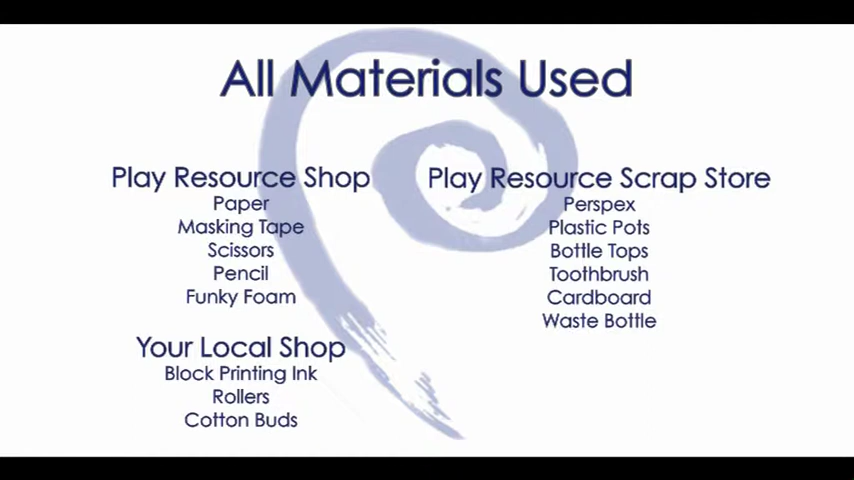 All Materials Used
Play Resource Shop
Paper
Masking Tape
Scissors
Pencil
Funky Foam
Your Local Shop
Block Printing Ink
Rollers
Cotton Buds
Play Resource Scrap Store
Perspex
Plastic Pots
Bottle Tops
Toothbrush
Cardboard
Waste Bottle